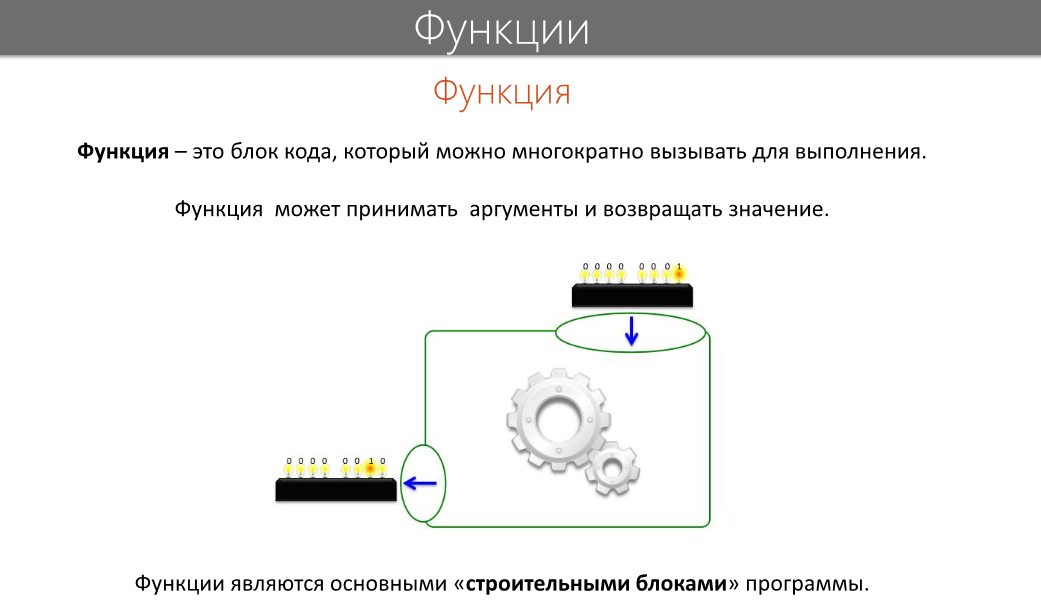 Функции
Функция
Функция – это блок кода, который можно многократно вызывать для выполнения.
Функция может принимать аргументы и возвращать значение.
0 0 0 0 0 0 0 1
0 0 0 0 0 0 1 0
Функции являются основными «строительными блоками» программы.